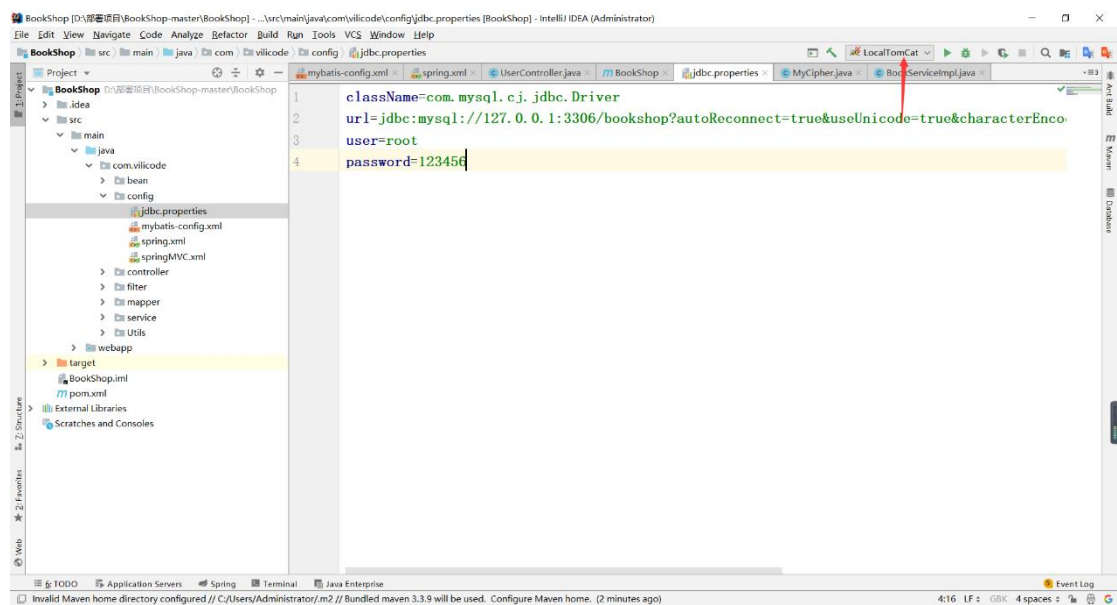 BookShop [D:\部署项目\BookShop-master\BookShop] - ...\src\main\java\com\vilicode\config\jdbc.properties [BookShop] - IntelliJ IDEA (Administrator)
File Edit View Navigate Code Analyze Refactor Build Run Tools VCS Window Help
BookShop src main java com vilicode config jdbc.properties
LocalTomCat
Project
mybatis-config.xml spring.xml UserController.java BookShop jdbc.properties MyCipher.java BookServiceImpl.java
BookShop D:\部署项目\BookShop-master\BookShop
.idea
src
main
java
com.vilicode
bean
config
jdbc.properties
mybatis-config.xml
spring.xml
springMVC.xml
controller
filter
mapper
service
Utils
webapp
target
BookShop.iml
pom.xml
External Libraries
Scratches and Consoles
1 className=com.mysql.cj.jdbc.Driver
2 url=jdbc:mysql://127.0.0.1:3306/bookshop?autoReconnect=true&useUnicode=true&characterEnco
3 user=root
4 password=123456
1: Project
Z: Structure
2: Favorites
Web
Ant Build
Maven
Database
6: TODO Application Servers Spring Terminal Java Enterprise Event Log
Invalid Maven home directory configured // C:/Users/Administrator/.m2 // Bundled maven 3.3.9 will be used. Configure Maven home. (2 minutes ago) 4:16 LF GBK 4 spaces